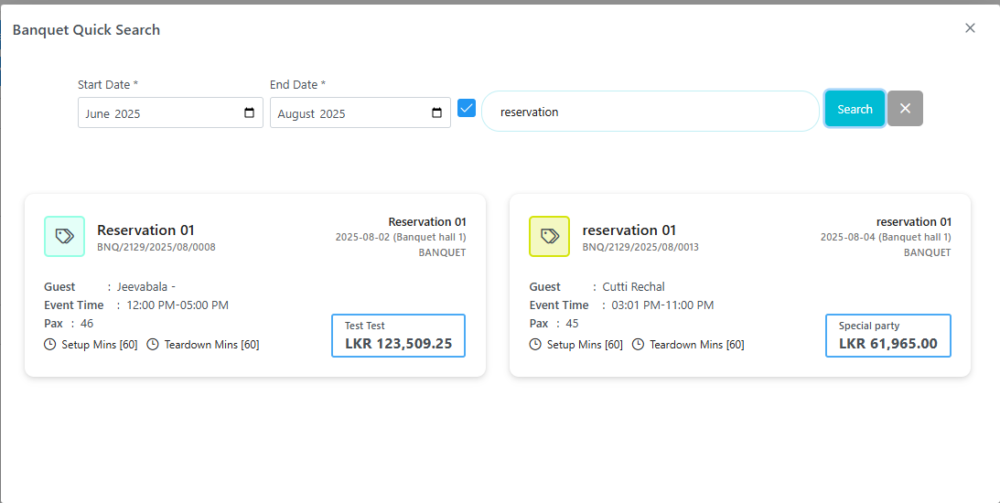 Banquet Quick Search
Start Date *
End Date *
June 2025
August 2025
reservation
Search
Reservation 01
BNQ/2129/2025/08/0008
Reservation 01
2025-08-02 (Banquet hall 1)
BANQUET
Guest : Jeevabala -
Event Time : 12:00 PM-05:00 PM
Pax : 46
Setup Mins [60] Teardown Mins [60]
Test Test
LKR 123,509.25
reservation 01
BNQ/2129/2025/08/0013
reservation 01
2025-08-04 (Banquet hall 1)
BANQUET
Guest : Cutti Rechal
Event Time : 03:01 PM-11:00 PM
Pax : 45
Setup Mins [60] Teardown Mins [60]
Special party
LKR 61,965.00